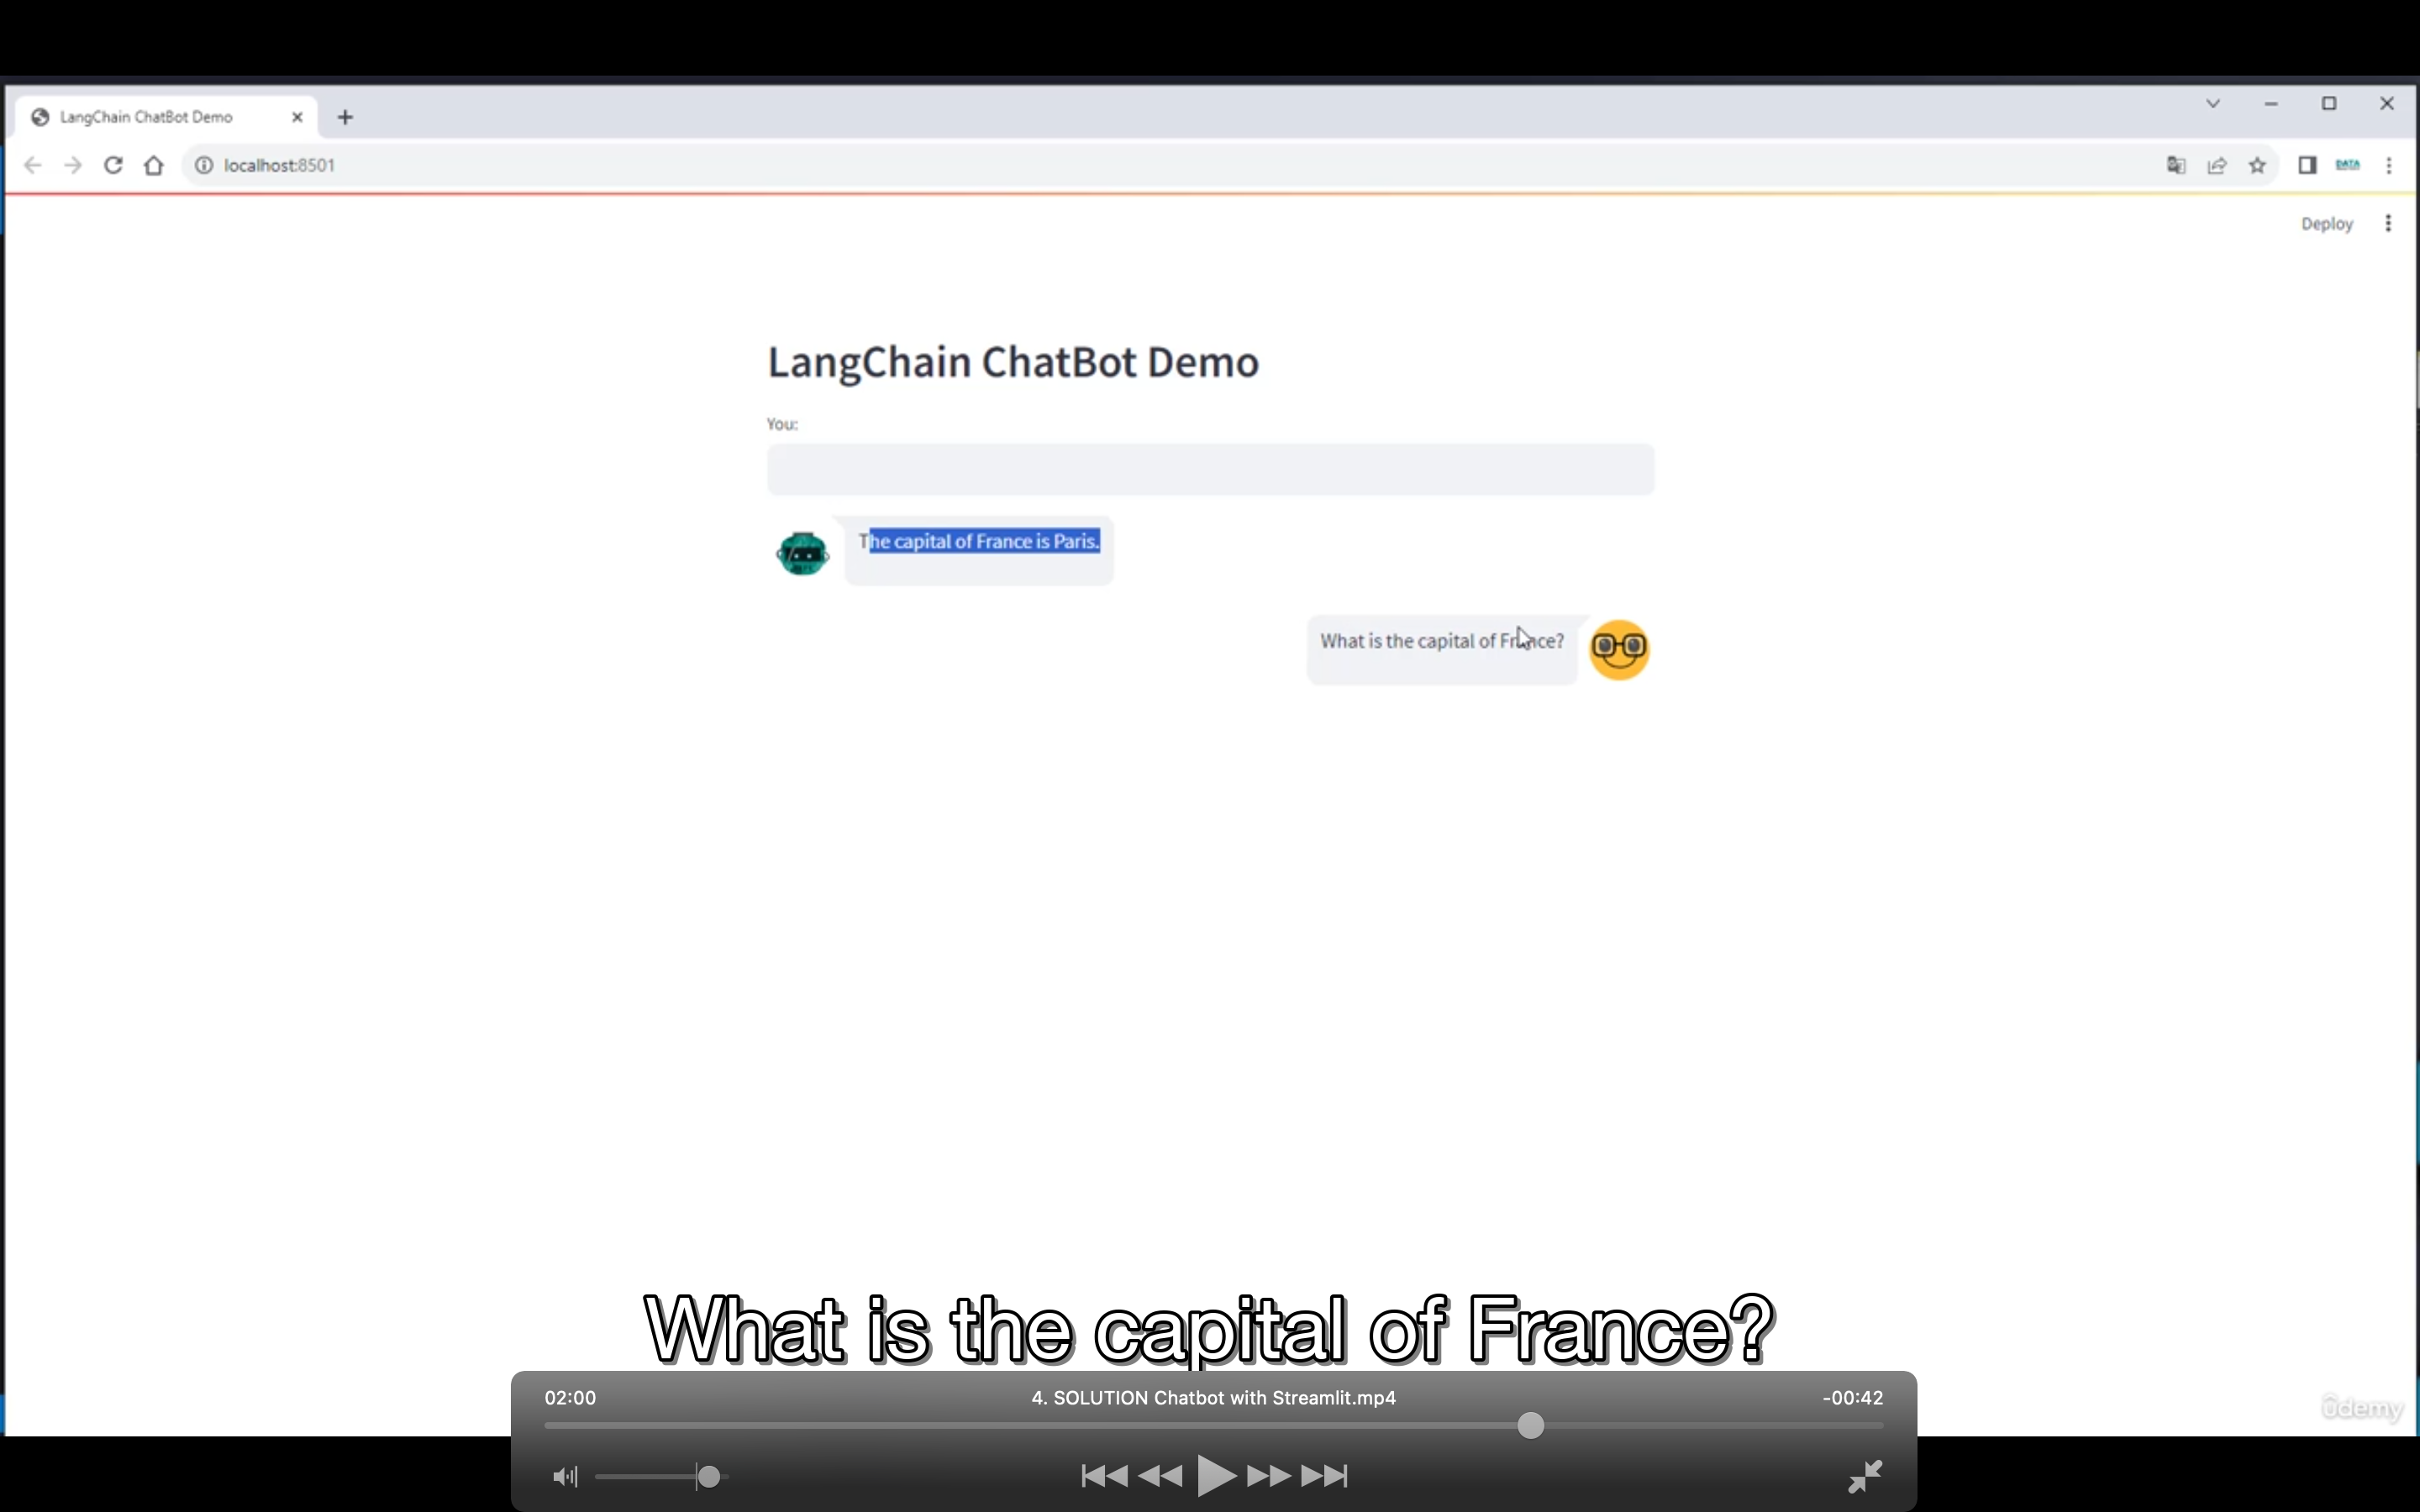 LangChain ChatBot Demo
localhost:8501
DATA
Deploy
LangChain ChatBot Demo
You:
The capital of France is Paris.
What is the capital of France?
What is the capital of France?
02:00
4. SOLUTION Chatbot with Streamlit.mp4
-00:42
ûdemy